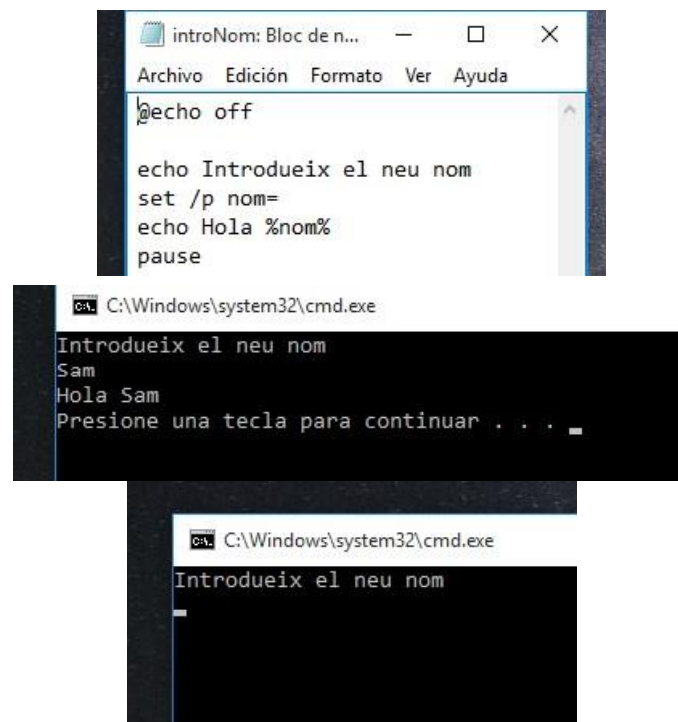 introNom: Bloc de n...
Archivo Edición Formato Ver Ayuda
@echo off
echo Introdueix el neu nom
set /p nom=
echo Hola %nom%
pause
C:\Windows\system32\cmd.exe
Introdueix el neu nom
Sam
Hola Sam
Presione una tecla para continuar . . .
C:\Windows\system32\cmd.exe
Introdueix el neu nom